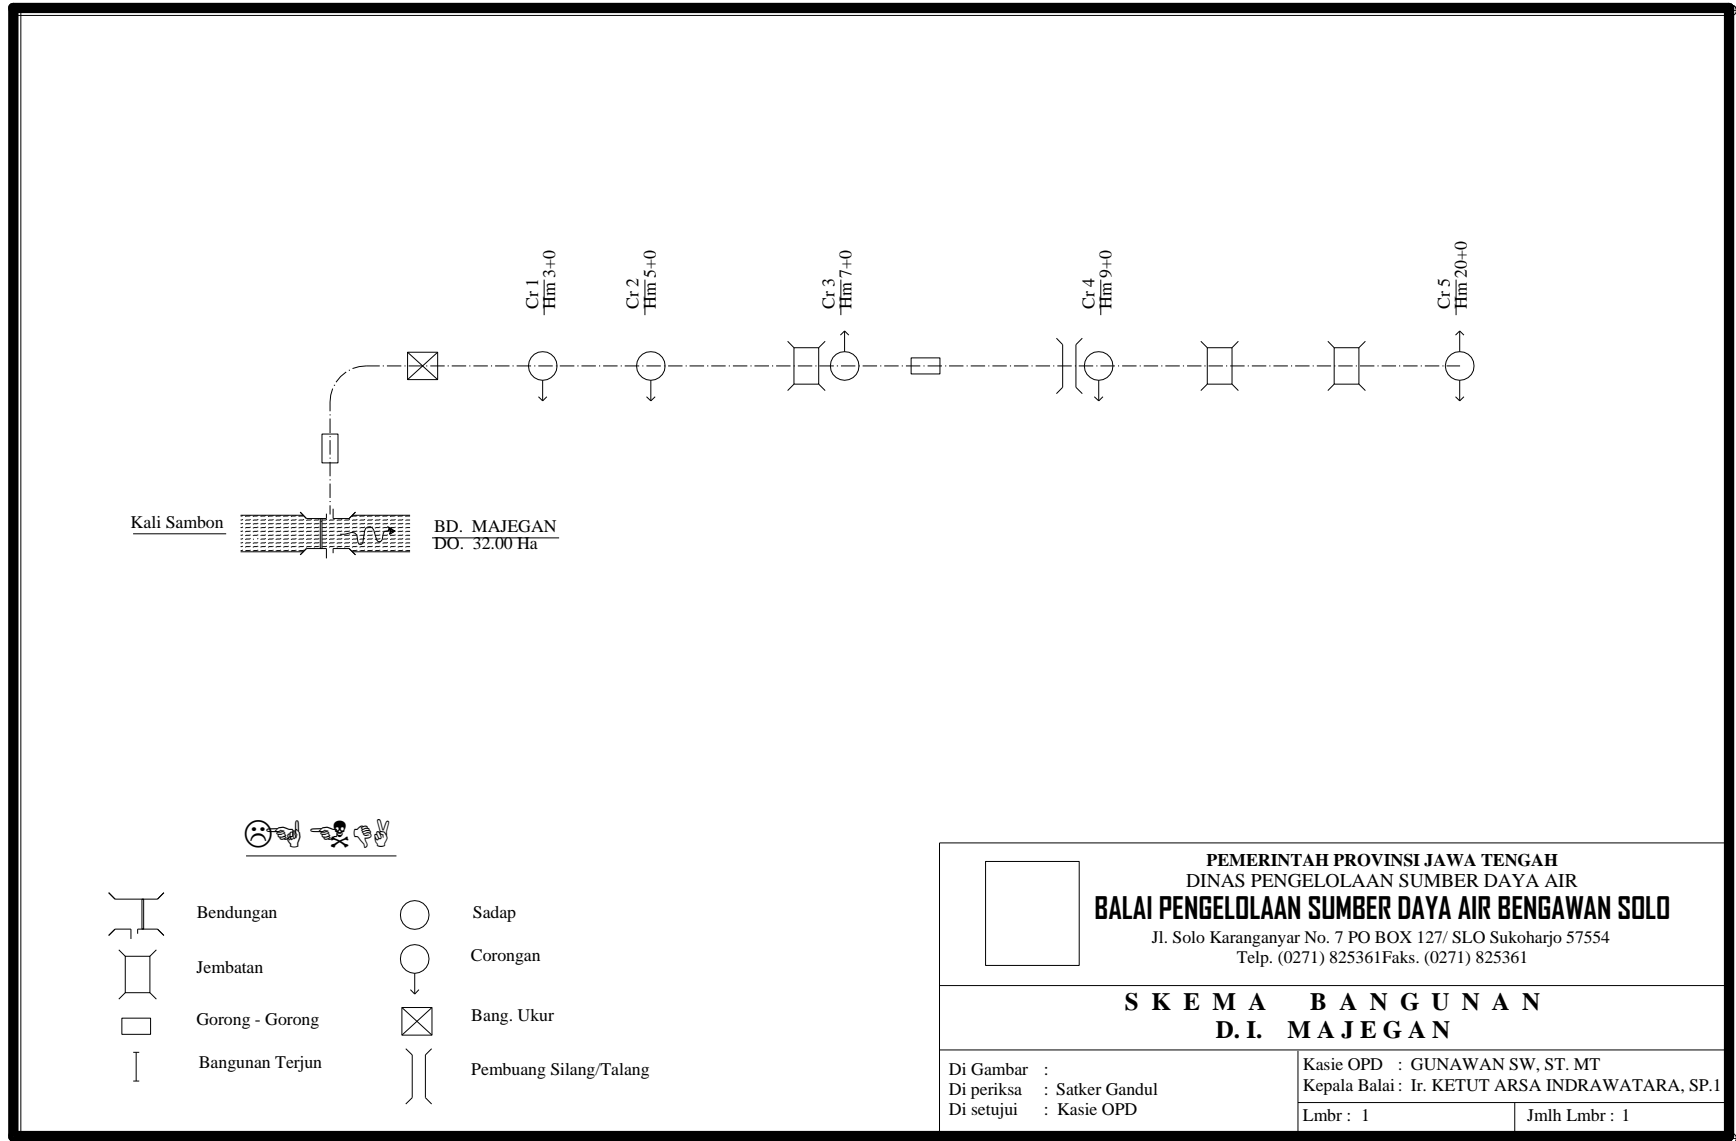 Cr 1
Hm 3+0
Cr 2
Hm 5+0
Cr 3
Hm 7+0
Cr 4
Hm 9+0
Cr 5
Hm 20+0
Kali Sambon
BD. MAJEGAN
DO. 32.00 Ha
Bendungan
Jembatan
Gorong - Gorong
Bangunan Terjun
Sadap
Corongan
Bang. Ukur
Pembuang Silang/Talang
PEMERINTAH PROVINSI JAWA TENGAH
DINAS PENGELOLAAN SUMBER DAYA AIR
BALAI PENGELOLAAN SUMBER DAYA AIR BENGAWAN SOLO
Jl. Solo Karanganyar No. 7 PO BOX 127/ SLO Sukoharjo 57554
Telp. (0271) 825361Faks. (0271) 825361
SKEMA BANGUNAN
D.I. MAJEGAN
Di Gambar :
Di periksa : Satker Gandul
Di setujui : Kasie OPD
Kasie OPD : GUNAWAN SW, ST. MT
Kepala Balai : Ir. KETUT ARSA INDRAWATARA, SP.1
Lmbr : 1
Jmlh Lmbr : 1